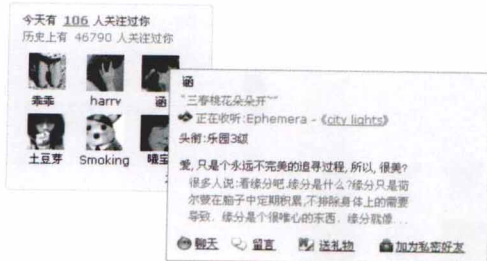 今天有 106 人关注过你
历史上有 46790 人关注过你
乖乖 harry 涵
土豆芽 Smoking
涵
"三春桃花朵朵开~"
正在收听:Ephemera - 《city lights》
头衔:乐园3级
爱,只是个永远不完美的追寻过程,所以,很美?
很多人说:看缘分吧.缘分是什么?缘分只是荷
尔蒙在脑子中定期积累,不排除身体上的需要
导致. 缘分是个很唯心的东西. 缘分就像...
聊天 留言 送礼物 加为私密好友